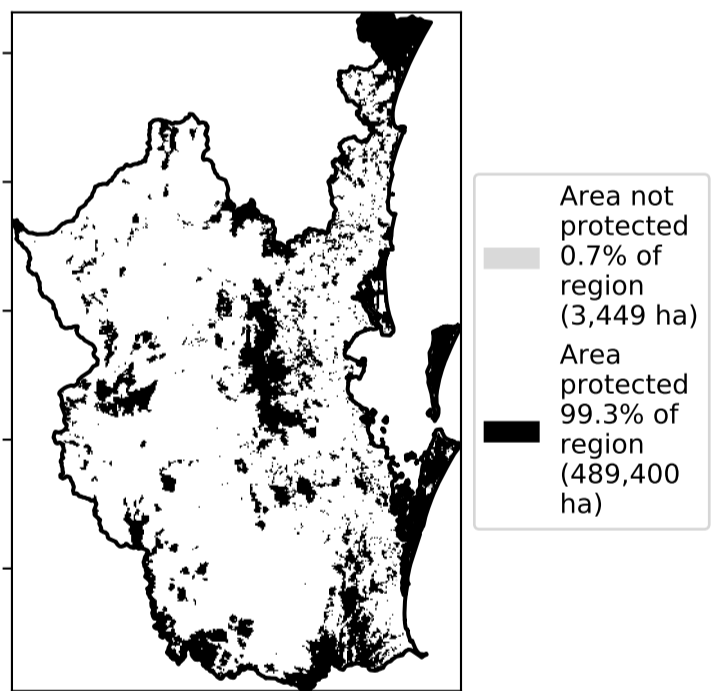 Area not
protected
0.7% of
region
(3,449 ha)
Area
protected
99.3% of
region
(489,400
ha)